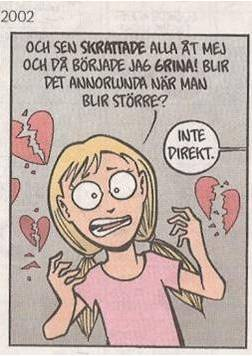 2002
OCH SEN SKRATTADE ALLA ÅT MEJ
OCH DÅ BÖRJADE JAG GRINA! BLIR
DET ANNORLUNDA NÄR MAN
BLIR STÖRRE?
INTE
DIREKT.